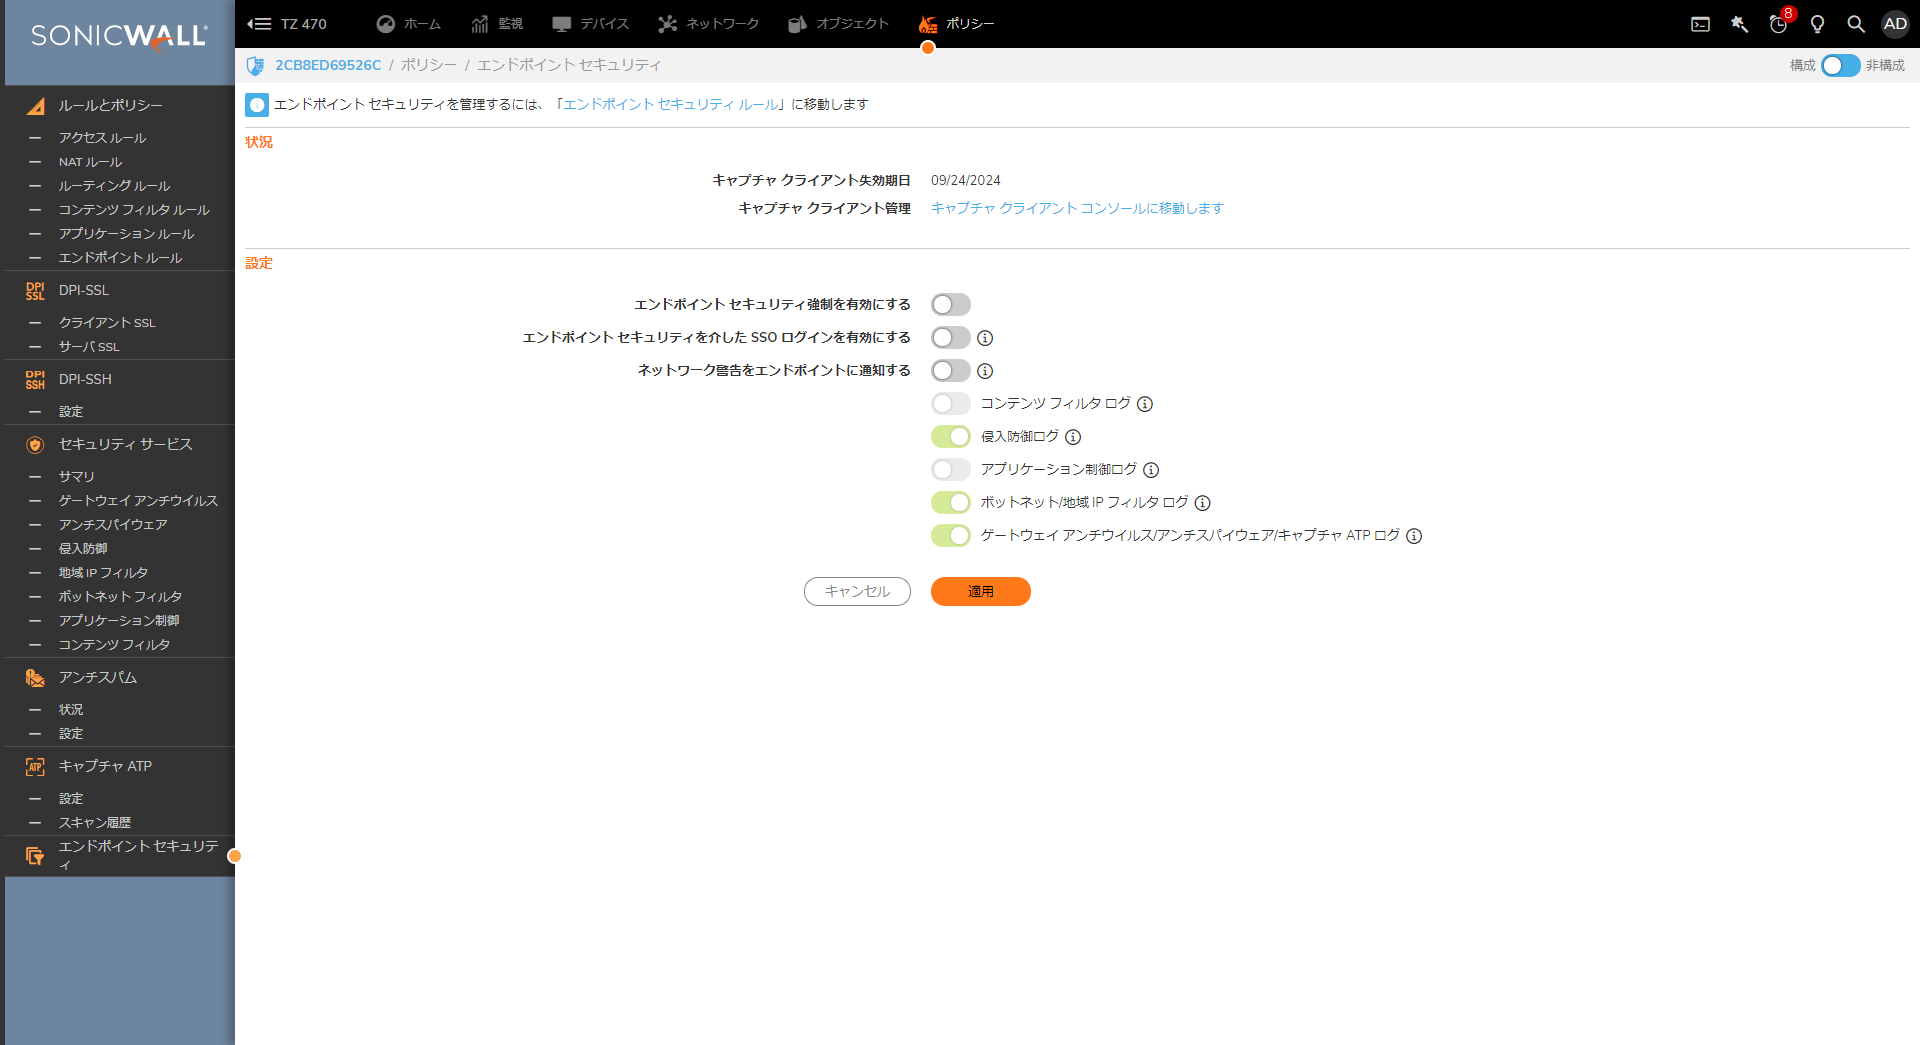 SONICWALL
TZ 470
ホーム
監視
デバイス
ネットワーク
オブジェクト
ポリシー
8
AD
2CB8ED69526C / ポリシー / エンドポイント セキュリティ
構成
非構成
エンドポイント セキュリティを管理するには、「エンドポイント セキュリティ ルール」に移動します
ルールとポリシー
アクセス ルール
NAT ルール
ルーティング ルール
コンテンツ フィルタ ルール
アプリケーション ルール
エンドポイント ルール
DPI SSL
DPI-SSL
クライアント SSL
サーバ SSL
DPI SSH
DPI-SSH
設定
セキュリティ サービス
サマリ
ゲートウェイ アンチウイルス
アンチスパイウェア
侵入防御
地域 IP フィルタ
ボットネット フィルタ
アプリケーション制御
コンテンツ フィルタ
アンチスパム
状況
設定
ATP
キャプチャ ATP
設定
スキャン履歴
エンドポイント セキュリテ
ィ
状況
キャプチャ クライアント失効期日 09/24/2024
キャプチャ クライアント管理 キャプチャ クライアント コンソールに移動します
設定
エンドポイント セキュリティ強制を有効にする
エンドポイント セキュリティを介した SSO ログインを有効にする
ネットワーク警告をエンドポイントに通知する
コンテンツ フィルタ ログ
侵入防御ログ
アプリケーション制御ログ
ボットネット/地域 IP フィルタ ログ
ゲートウェイ アンチウイルス/アンチスパイウェア/キャプチャ ATP ログ
キャンセル
適用